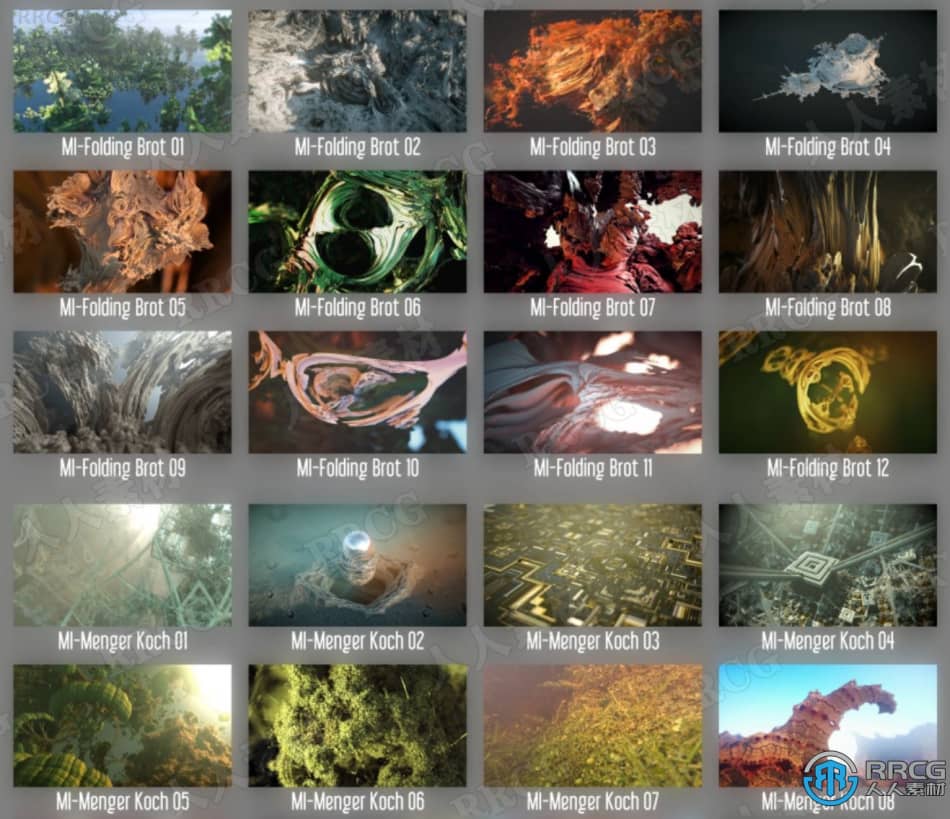 RRCG
MI-Folding Brot 01
MI-Folding Brot 02
MI-Folding Brot 03
MI-Folding Brot 04
MI-Folding Brot 05
MI-Folding Brot 06
MI-Folding Brot 07
MI-Folding Brot 08
MI-Folding Brot 09
MI-Folding Brot 10
MI-Folding Brot 11
MI-Folding Brot 12
MI-Menger Koch 01
MI-Menger Koch 02
MI-Menger Koch 03
MI-Menger Koch 04
MI-Menger Koch 05
MI-Menger Koch 06
MI-Menger Koch 07
MI-Menger Koch 08
RRCG
人人素材